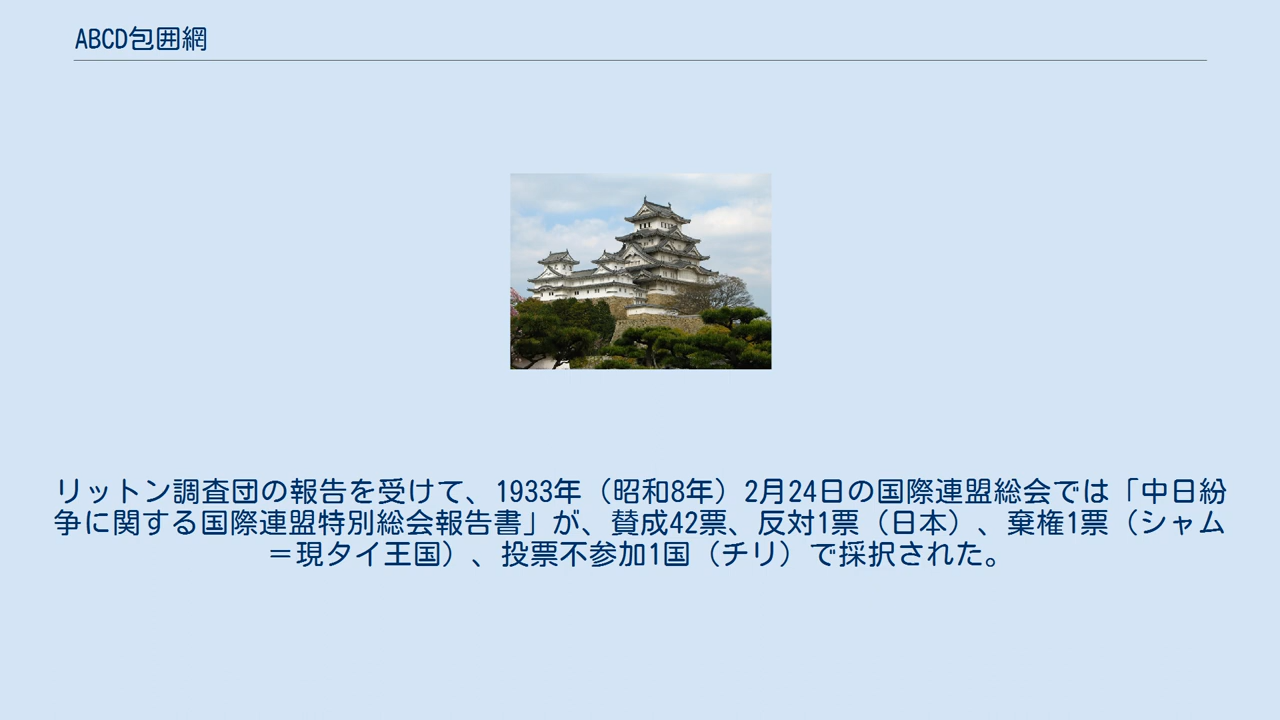 ABCD包囲網
リットン調査団の報告を受けて、1933年（昭和8年）2月24日の国際連盟総会では「中日紛
争に関する国際連盟特別総会報告書」が、賛成42票、反対1票（日本）、棄権1票（シャム
＝現タイ王国）、投票不参加1国（チリ）で採択された。